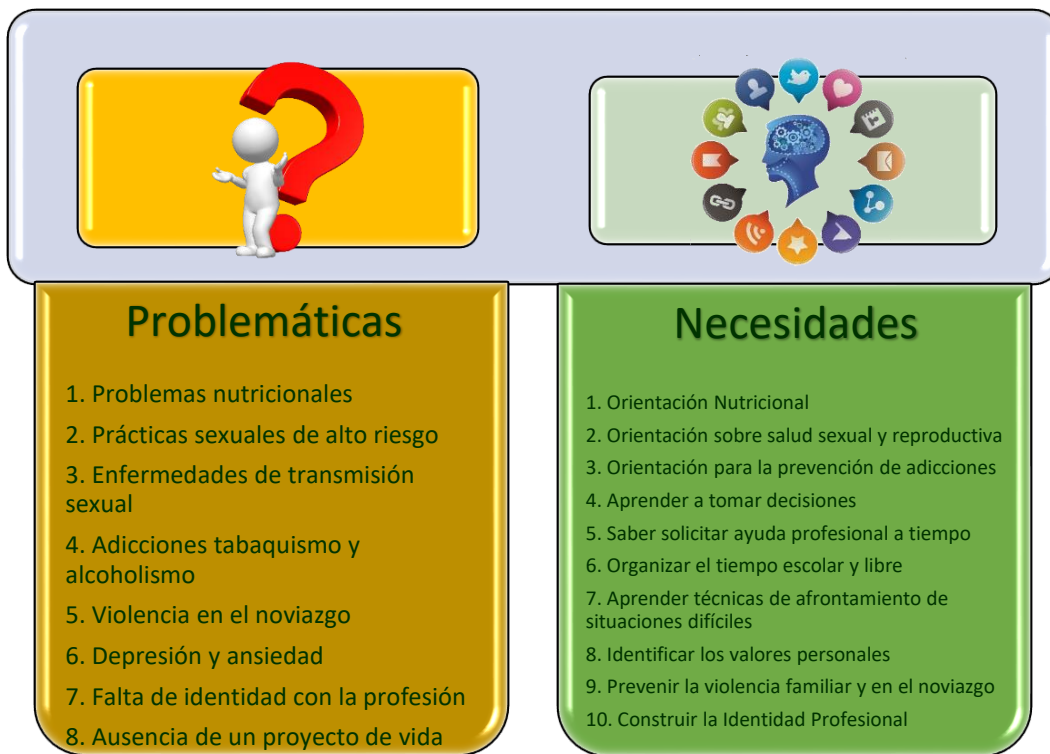 Problemáticas
1. Problemas nutricionales
2. Prácticas sexuales de alto riesgo
3. Enfermedades de transmisión
sexual
4. Adicciones tabaquismo y
alcoholismo
5. Violencia en el noviazgo
6. Depresión y ansiedad
7. Falta de identidad con la profesión
8. Ausencia de un proyecto de vida
Necesidades
1. Orientación Nutricional
2. Orientación sobre salud sexual y reproductiva
3. Orientación para la prevención de adicciones
4. Aprender a tomar decisiones
5. Saber solicitar ayuda profesional a tiempo
6. Organizar el tiempo escolar y libre
7. Aprender técnicas de afrontamiento de
situaciones difíciles
8. Identificar los valores personales
9. Prevenir la violencia familiar y en el noviazgo
10. Construir la Identidad Profesional